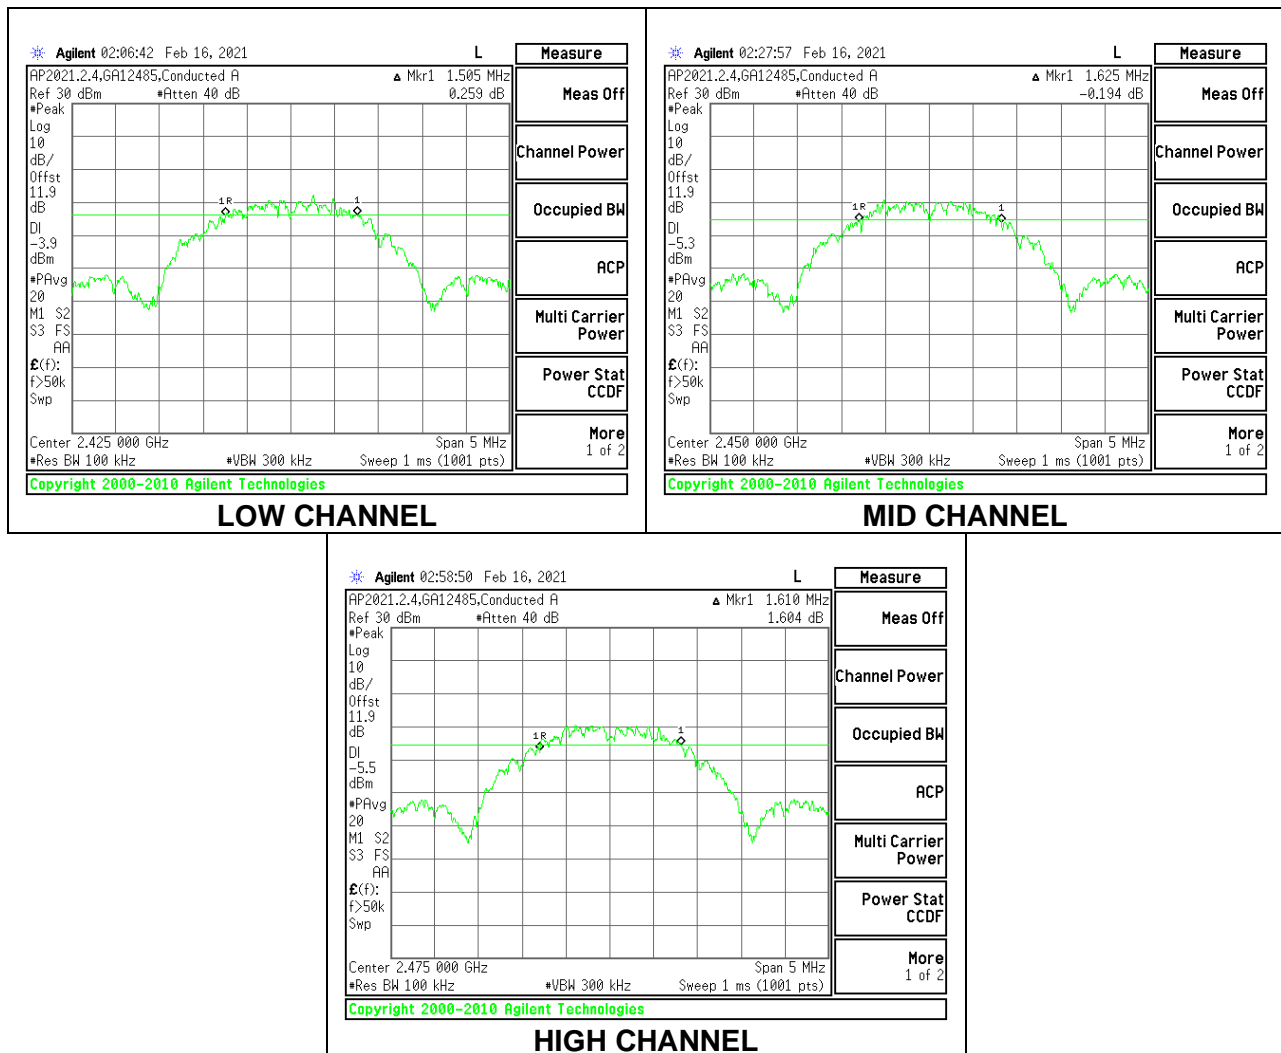 Agilent 02:06:42 Feb 16, 2021 L Measure
AP2021.2.4,GA12485,Conducted A Δ Mkr1 1.505 MHz
Ref 30 dBm #Atten 40 dB 0.259 dB
Meas Off
#Peak
Log
10
dB/
Offst
11.9
dB
DI
-3.9
dBm
#PAvg
20
M1 S2
S3 FS
AA
£(f):
f>50k
Swp
1R
1
Channel Power
Occupied BW
ACP
Multi Carrier
Power
Power Stat
CCDF
More
1 of 2
Center 2.425 000 GHz Span 5 MHz
#Res BW 100 kHz #VBW 300 kHz Sweep 1 ms (1001 pts)
Copyright 2000-2010 Agilent Technologies
LOW CHANNEL
Agilent 02:27:57 Feb 16, 2021 L Measure
AP2021.2.4,GA12485,Conducted A Δ Mkr1 1.625 MHz
Ref 30 dBm #Atten 40 dB -0.194 dB
Meas Off
#Peak
Log
10
dB/
Offst
11.9
dB
DI
-5.3
dBm
#PAvg
20
M1 S2
S3 FS
AA
£(f):
f>50k
Swp
1R
1
Channel Power
Occupied BW
ACP
Multi Carrier
Power
Power Stat
CCDF
More
1 of 2
Center 2.450 000 GHz Span 5 MHz
#Res BW 100 kHz #VBW 300 kHz Sweep 1 ms (1001 pts)
Copyright 2000-2010 Agilent Technologies
MID CHANNEL
Agilent 02:58:50 Feb 16, 2021 L Measure
AP2021.2.4,GA12485,Conducted A Δ Mkr1 1.610 MHz
Ref 30 dBm #Atten 40 dB 1.604 dB
Meas Off
#Peak
Log
10
dB/
Offst
11.9
dB
DI
-5.5
dBm
#PAvg
20
M1 S2
S3 FS
AA
£(f):
f>50k
Swp
1R
1
Channel Power
Occupied BW
ACP
Multi Carrier
Power
Power Stat
CCDF
More
1 of 2
Center 2.475 000 GHz Span 5 MHz
#Res BW 100 kHz #VBW 300 kHz Sweep 1 ms (1001 pts)
Copyright 2000-2010 Agilent Technologies
HIGH CHANNEL